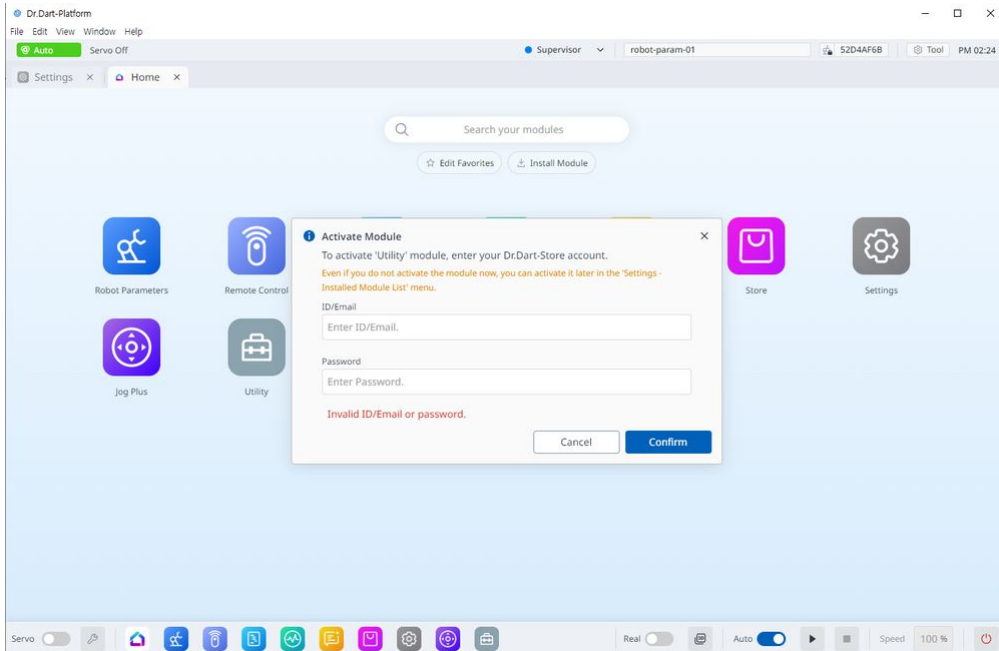 Dr.Dart-Platform
File Edit View Window Help
Auto Servo Off Supervisor robot-param-01 52D4AF6B Tool PM 02:24
Settings Home
Search your modules
Edit Favorites Install Module
Activate Module
To activate 'Utility' module, enter your Dr.Dart-Store account.
Even if you do not activate the module now, you can activate it later in the 'Settings -
Installed Module List' menu.
ID/Email
Enter ID/Email.
Password
Enter Password.
Invalid ID/Email or password.
Cancel Confirm
Robot Parameters Remote Control Store Settings
Jog Plus Utility
Servo Real Auto Speed 100 %